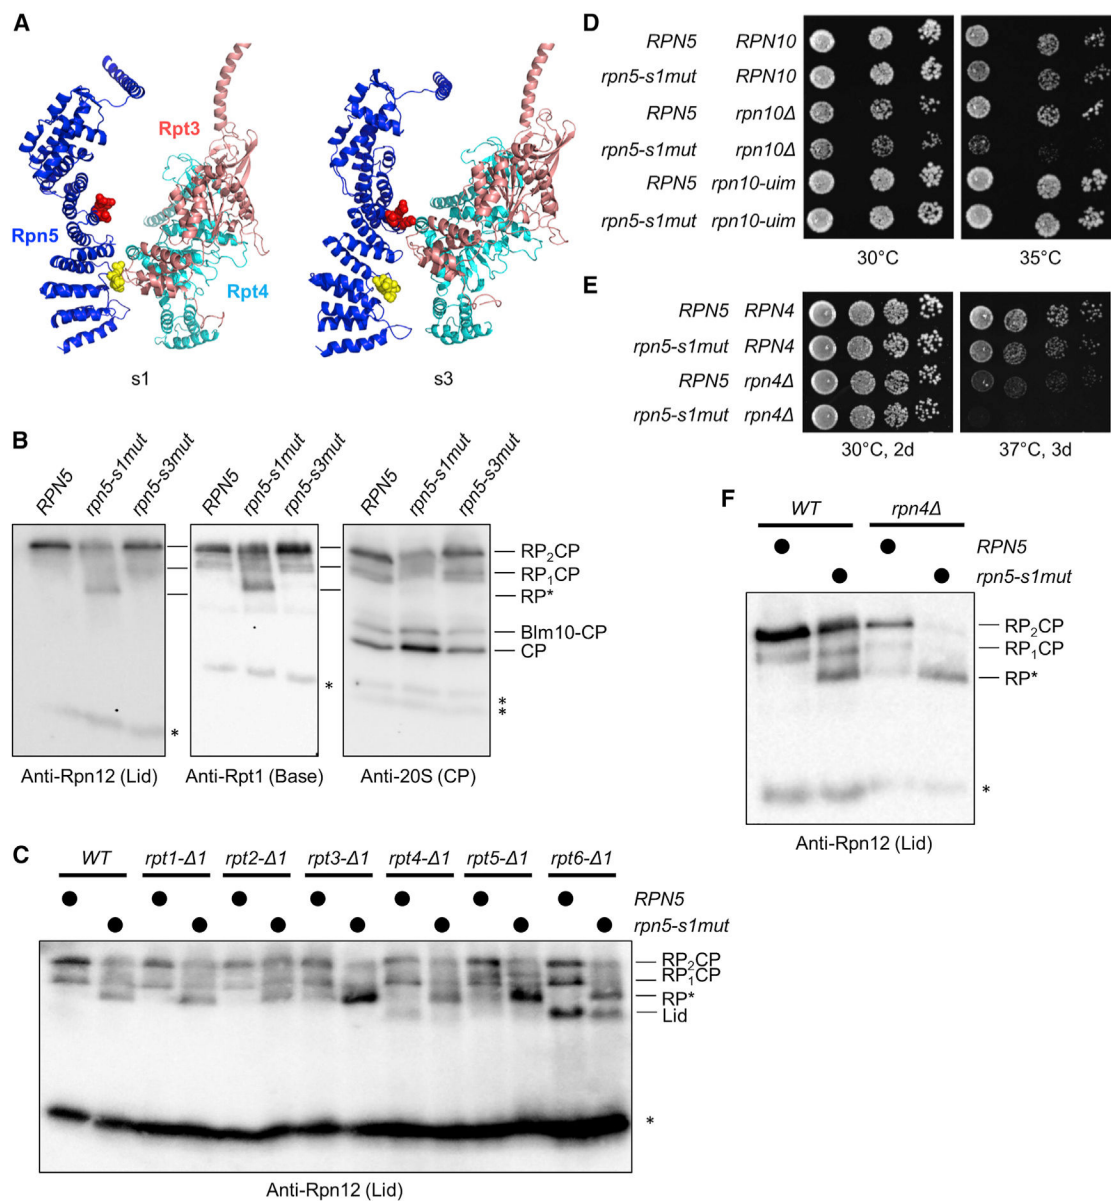 A
Rpt3
Rpn5
Rpt4
s1
s3
B
RPN5
rpn5-s1mut
rpn5-s3mut
RPN5
rpn5-s1mut
rpn5-s3mut
RPN5
rpn5-s1mut
rpn5-s3mut
RP₂CP
RP₁CP
RP*
Blm10-CP
CP
*
*
*
*
Anti-Rpn12 (Lid)
Anti-Rpt1 (Base)
Anti-20S (CP)
C
WT
rpt1-Δ1
rpt2-Δ1
rpt3-Δ1
rpt4-Δ1
rpt5-Δ1
rpt6-Δ1
RPN5
rpn5-s1mut
RP₂CP
RP₁CP
RP*
Lid
*
Anti-Rpn12 (Lid)
D
RPN5 RPN10
rpn5-s1mut RPN10
RPN5 rpn10Δ
rpn5-s1mut rpn10Δ
RPN5 rpn10-uim
rpn5-s1mut rpn10-uim
30°C
35°C
E
RPN5 RPN4
rpn5-s1mut RPN4
RPN5 rpn4Δ
rpn5-s1mut rpn4Δ
30°C, 2d
37°C, 3d
F
WT
rpn4Δ
RPN5
rpn5-s1mut
RP₂CP
RP₁CP
RP*
*
Anti-Rpn12 (Lid)